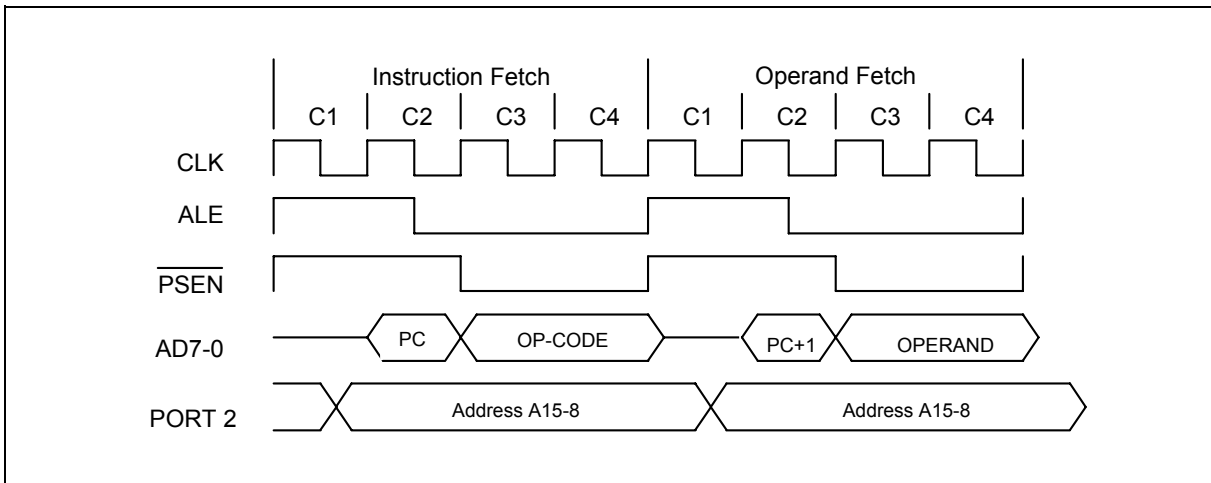 Instruction Fetch Operand Fetch
C1 C2 C3 C4 C1 C2 C3 C4
CLK
ALE
PSEN
AD7-0 PC OP-CODE PC+1 OPERAND
PORT 2 Address A15-8 Address A15-8